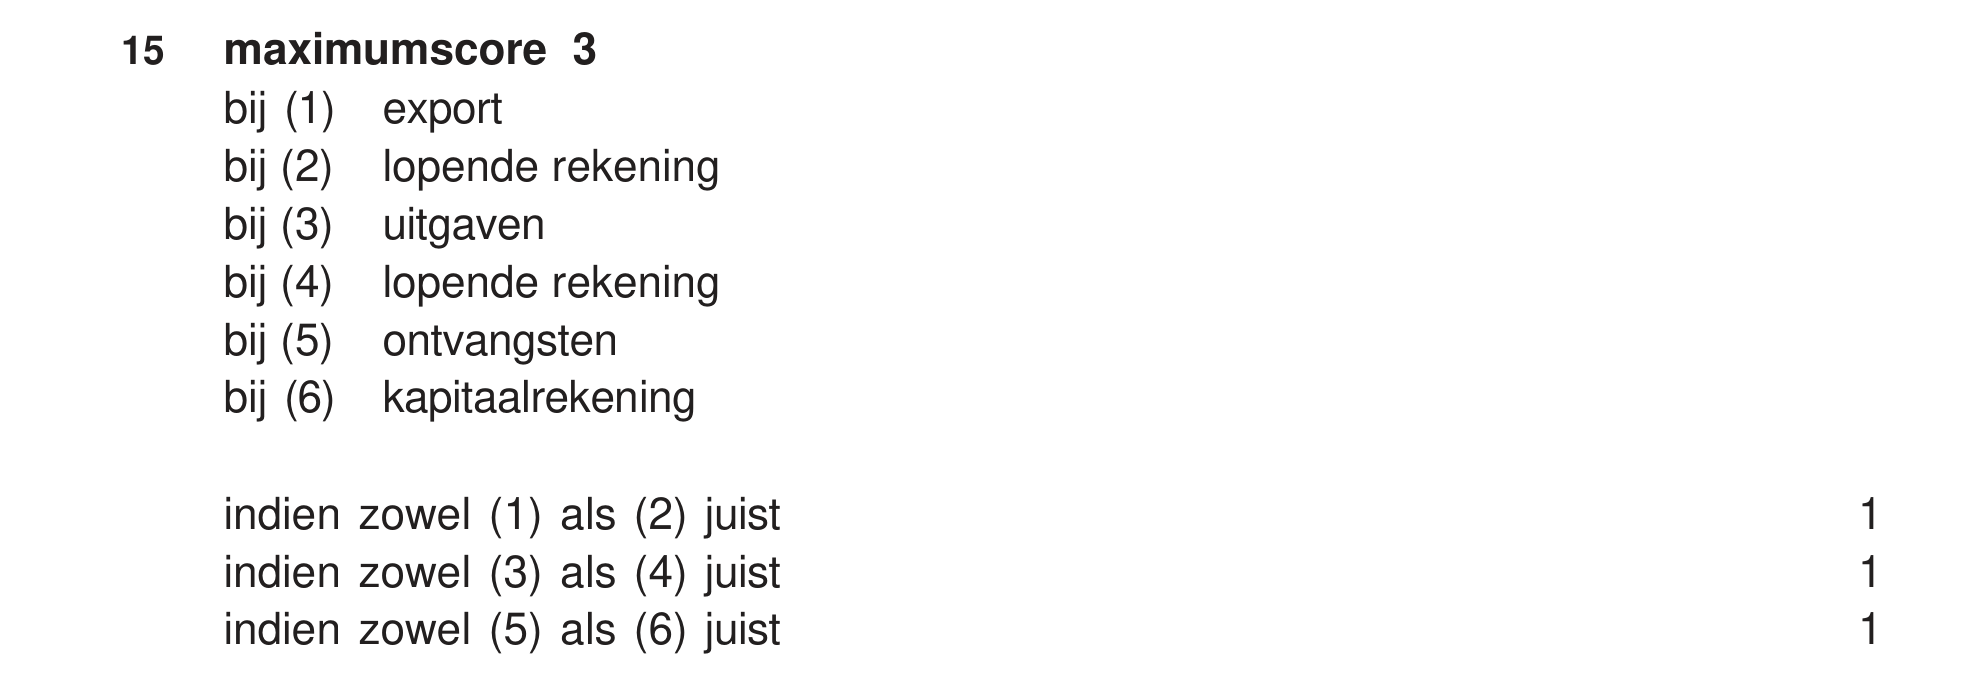 15 maximumscore 3
bij (1) export
bij (2) lopende rekening
bij (3) uitgaven
bij (4) lopende rekening
bij (5) ontvangsten
bij (6) kapitaalrekening
indien zowel (1) als (2) juist 1
indien zowel (3) als (4) juist 1
indien zowel (5) als (6) juist 1